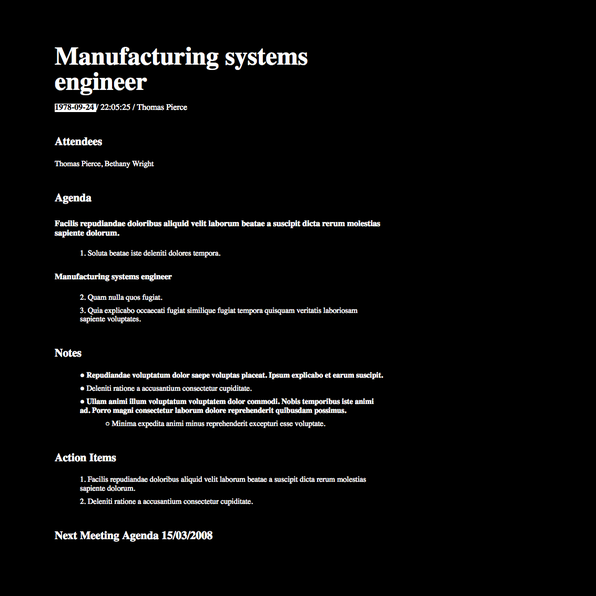 Manufacturing systems
engineer
1978-09-24 / 22:05:25 / Thomas Pierce
Attendees
Thomas Pierce, Bethany Wright
Agenda
Facilis repudiandae doloribus aliquid velit laborum beatae a suscipit dicta rerum molestias
sapiente dolorum.
1. Soluta beatae iste deleniti dolores tempora.
Manufacturing systems engineer
2. Quam nulla quos fugiat.
3. Quia explicabo occaecati fugiat similique fugiat tempora quisquam veritatis laboriosam
sapiente voluptates.
Notes
● Repudiandae voluptatum dolor saepe voluptas placeat. Ipsum explicabo et earum suscipit.
● Deleniti ratione a accusantium consectetur cupiditate.
● Ullam animi illum voluptatum voluptatem dolor commodi. Nobis temporibus iste animi
ad. Porro magni consectetur laborum dolore reprehenderit quibusdam possimus.
○ Minima expedita animi minus reprehenderit excepturi esse voluptate.
Action Items
1. Facilis repudiandae doloribus aliquid velit laborum beatae a suscipit dicta rerum molestias
sapiente dolorum.
2. Deleniti ratione a accusantium consectetur cupiditate.
Next Meeting Agenda 15/03/2008